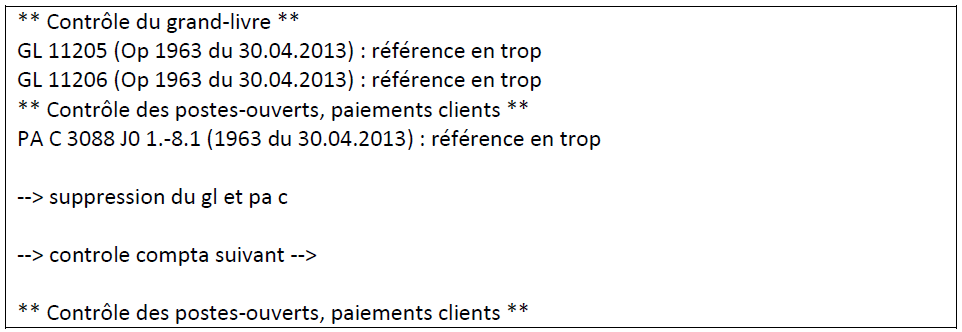 ** Contrôle du grand-livre **
GL 11205 (Op 1963 du 30.04.2013) : référence en trop
GL 11206 (Op 1963 du 30.04.2013) : référence en trop
** Contrôle des postes-ouverts, paiements clients **
PA C 3088 J0 1.-8.1 (1963 du 30.04.2013) : référence en trop
--> suppression du gl et pa c
--> controle compta suivant -->
** Contrôle des postes-ouverts, paiements clients **